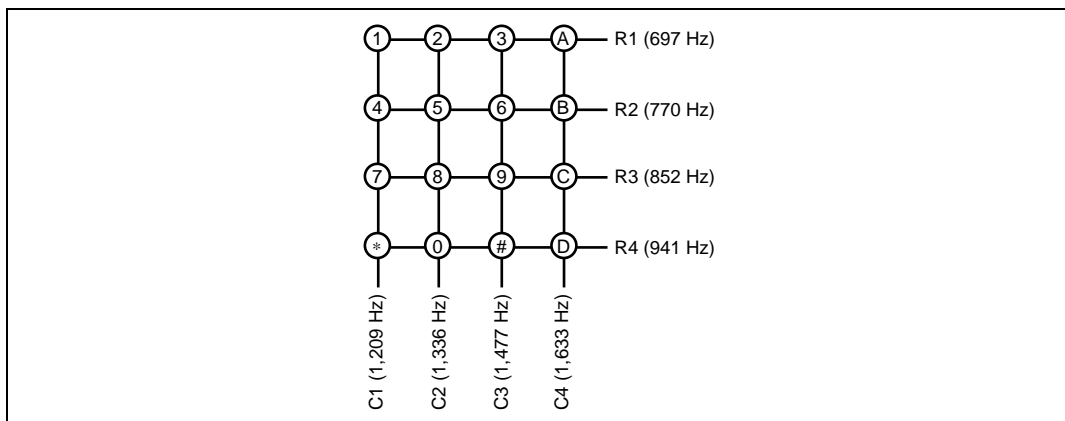 1 2 3 A R1 (697 Hz)
4 5 6 B R2 (770 Hz)
7 8 9 C R3 (852 Hz)
* 0 # D R4 (941 Hz)
C1 (1,209 Hz)
C2 (1,336 Hz)
C3 (1,477 Hz)
C4 (1,633 Hz)